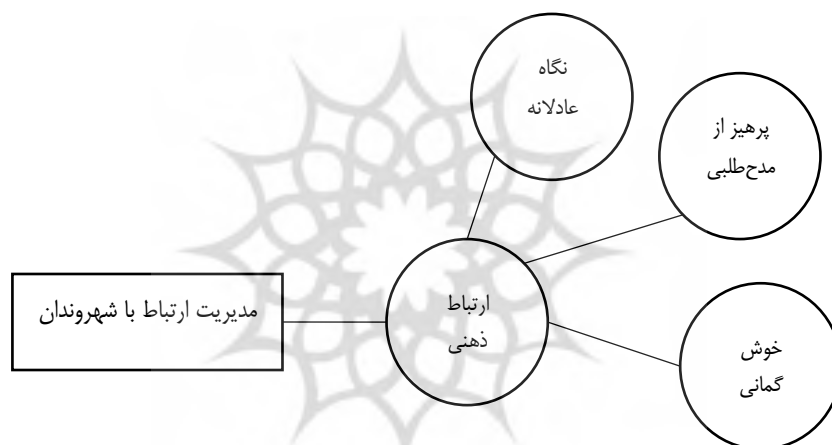 نگاه
عادلانه
پرهیز از
مدح‌طلبی
ارتباط
ذهنی
مدیریت ارتباط با شهروندان
خوش
گمانی